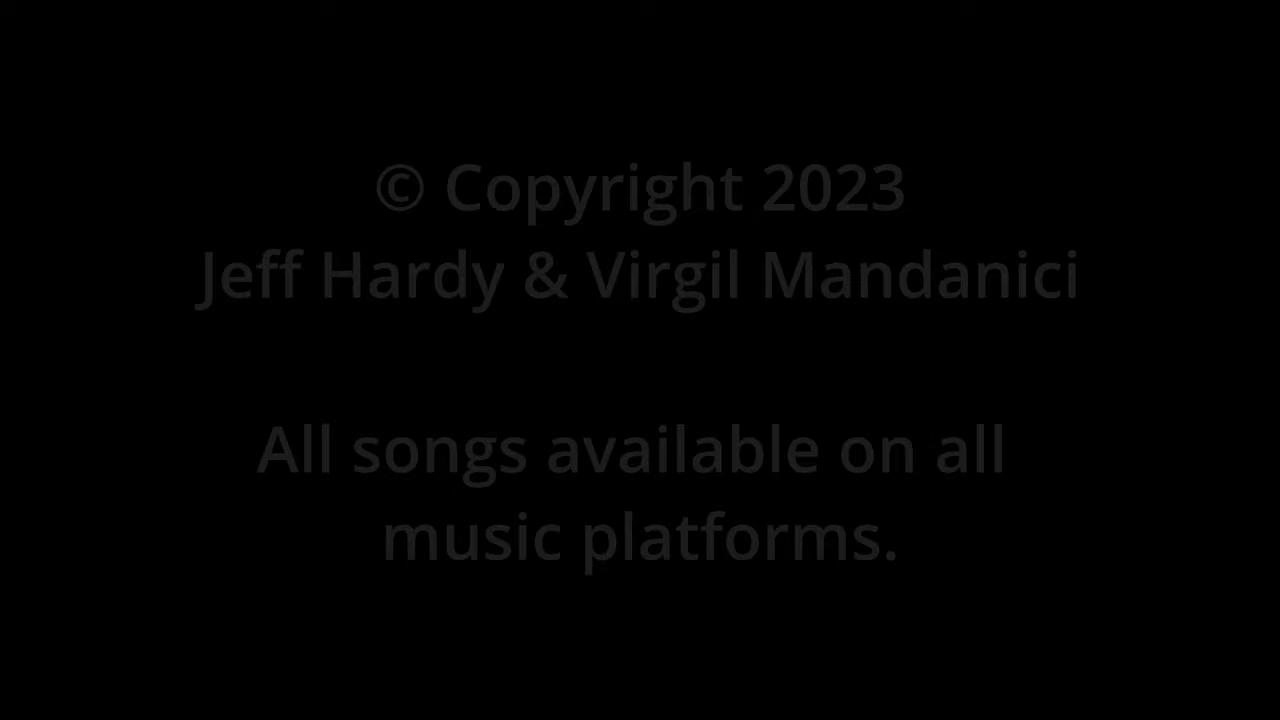 © Copyright 2023
Jeff Hardy & Virgil Mandanici
All songs available on all
music platforms.